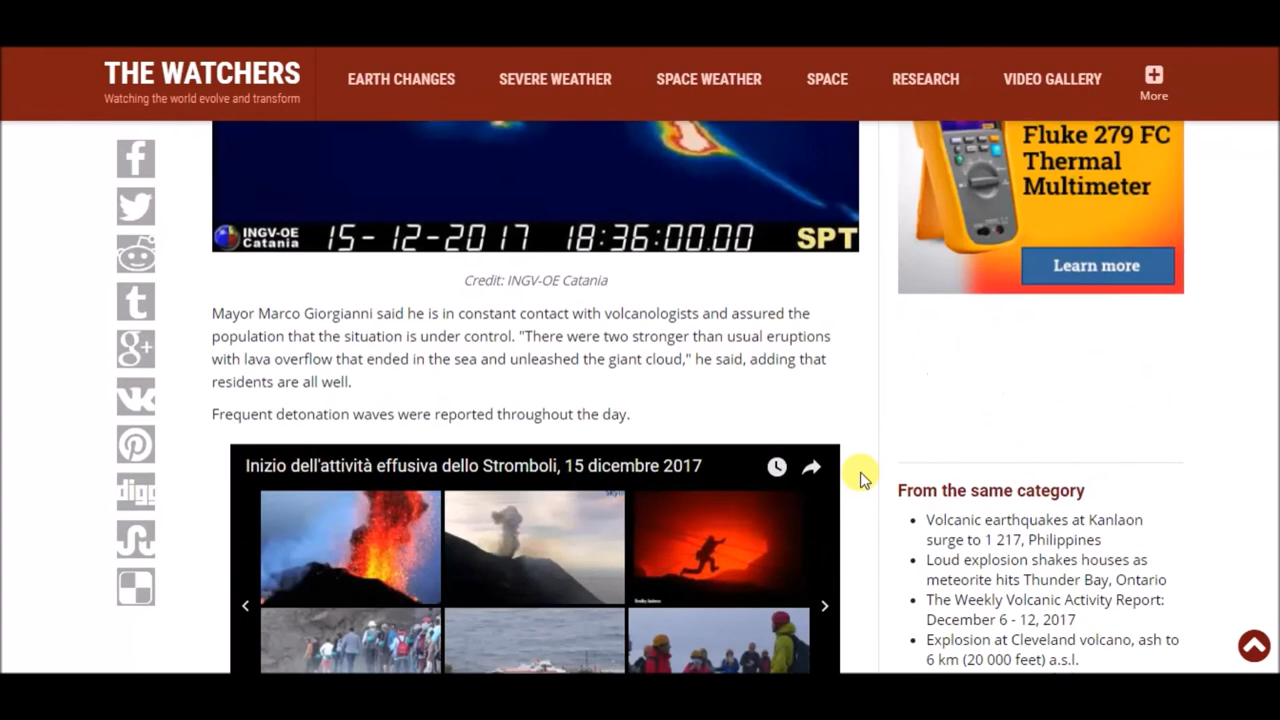 THE WATCHERS
Watching the world evolve and transform
EARTH CHANGES
SEVERE WEATHER
SPACE WEATHER
SPACE
RESEARCH
VIDEO GALLERY
More
Fluke 279 FC
Thermal
Multimeter
Learn more
INGV-OE
Catania
15-12-2017 18:36:00.00 SPT
Credit: INGV-OE Catania
Mayor Marco Giorgianni said he is in constant contact with volcanologists and assured the
population that the situation is under control. "There were two stronger than usual eruptions
with lava overflow that ended in the sea and unleashed the giant cloud," he said, adding that
residents are all well.
Frequent detonation waves were reported throughout the day.
Inizio dell'attività effusiva dello Stromboli, 15 dicembre 2017
From the same category
Volcanic earthquakes at Kanlaon
surge to 1 217, Philippines
Loud explosion shakes houses as
meteorite hits Thunder Bay, Ontario
The Weekly Volcanic Activity Report:
December 6 - 12, 2017
Explosion at Cleveland volcano, ash to
6 km (20 000 feet) a.s.l.